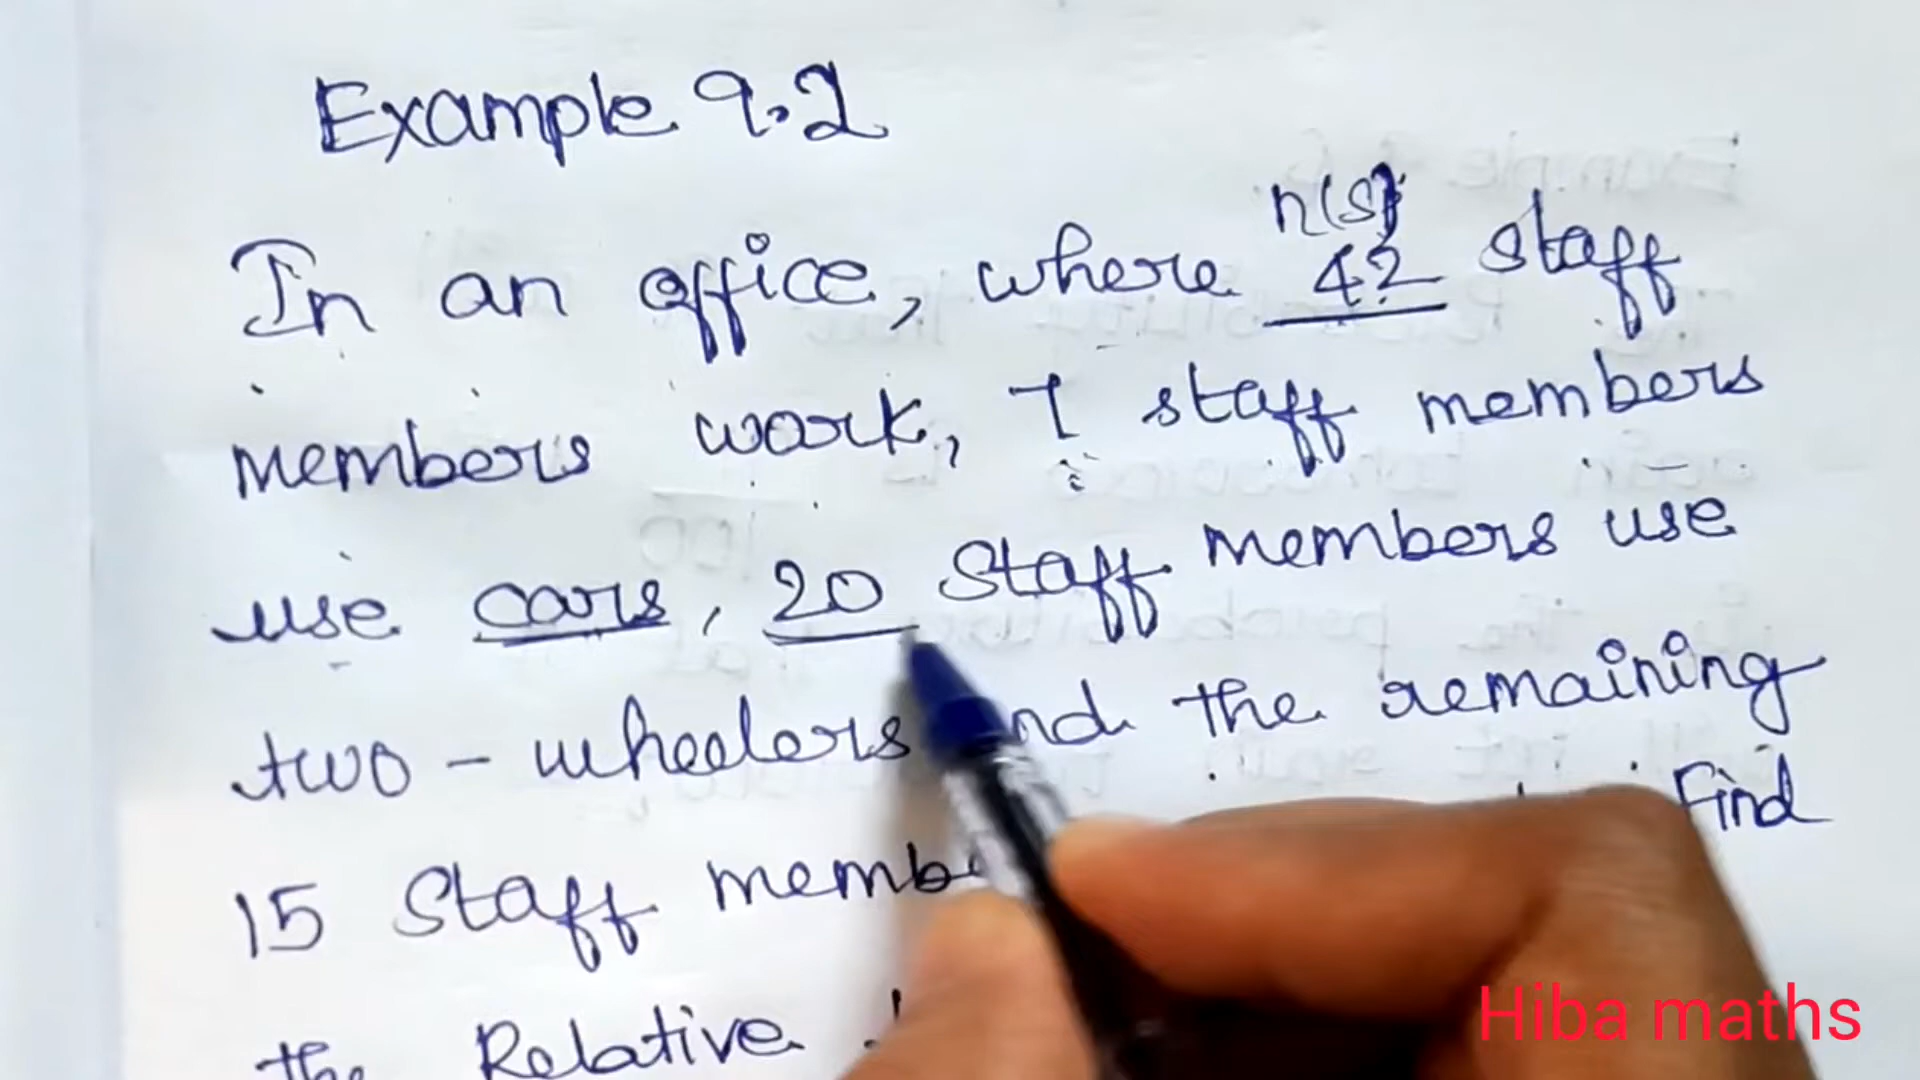 Example 9.2
n(s)
In an office, where 42 staff
members work, 7 staff members
use cars, 20 staff members use
two-wheelers and the remaining
15 staff Find
the Relative
Hiba maths